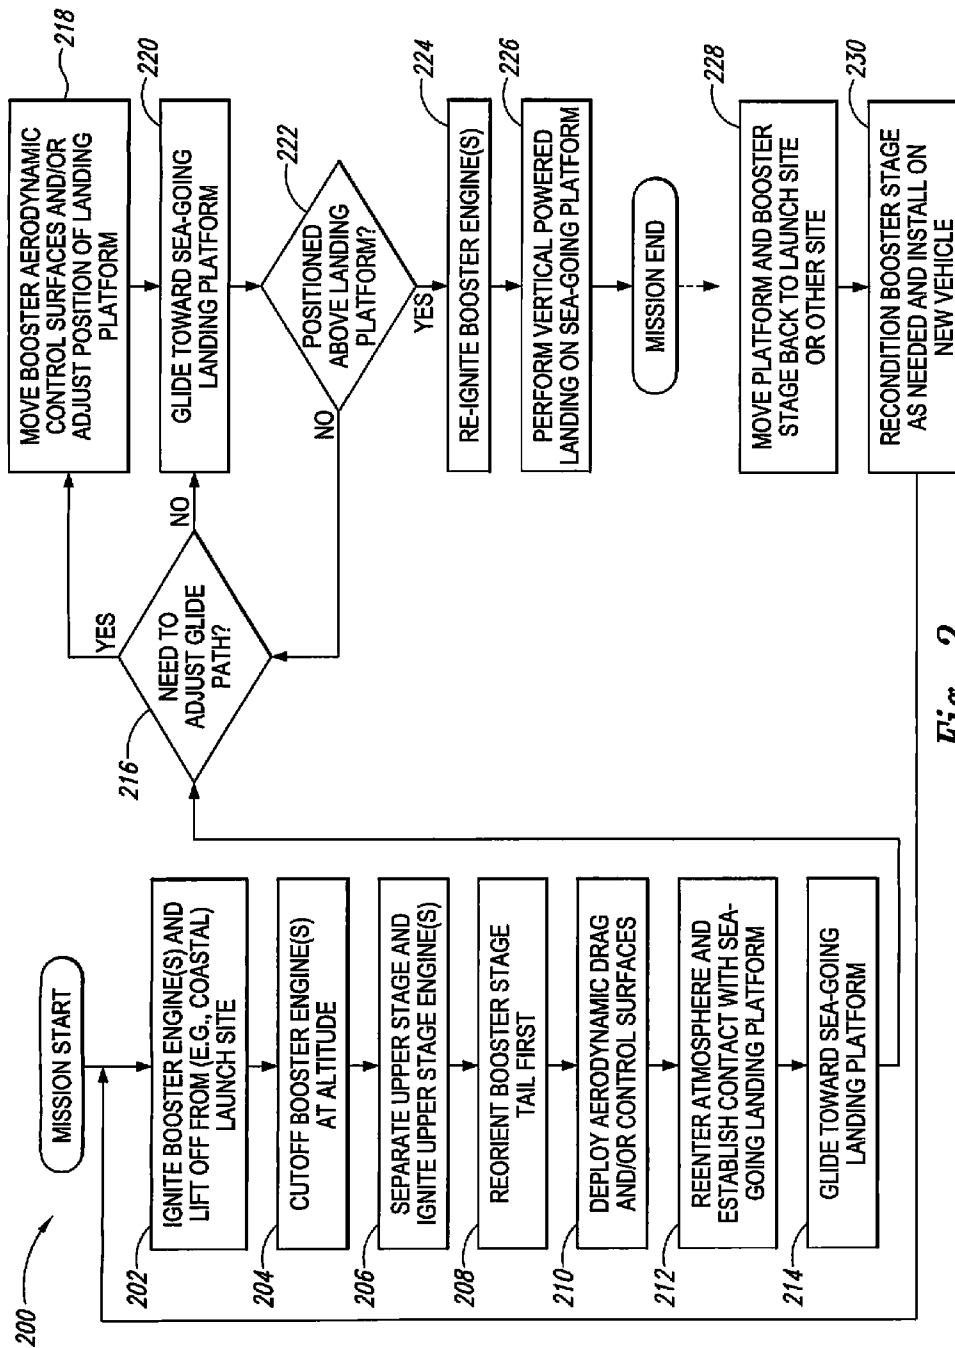 200
MISSION START
202
IGNITE BOOSTER ENGINE(S) AND
LIFT OFF FROM (E.G., COASTAL)
LAUNCH SITE
204
CUTOFF BOOSTER ENGINE(S)
AT ALTITUDE
206
SEPARATE UPPER STAGE AND
IGNITE UPPER STAGE ENGINE(S)
208
REORIENT BOOSTER STAGE
TAIL FIRST
210
DEPLOY AERODYNAMIC DRAG
AND/OR CONTROL SURFACES
212
REENTER ATMOSPHERE AND
ESTABLISH CONTACT WITH SEA-
GOING LANDING PLATFORM
214
GLIDE TOWARD SEA-GOING
LANDING PLATFORM
216
NEED TO
ADJUST GLIDE
PATH?
YES
NO
218
MOVE BOOSTER AERODYNAMIC
CONTROL SURFACES AND/OR
ADJUST POSITION OF LANDING
PLATFORM
220
GLIDE TOWARD SEA-GOING
LANDING PLATFORM
222
POSITIONED
ABOVE LANDING
PLATFORM?
NO
YES
224
RE-IGNITE BOOSTER ENGINE(S)
226
PERFORM VERTICAL POWERED
LANDING ON SEA-GOING PLATFORM
MISSION END
228
MOVE PLATFORM AND BOOSTER
STAGE BACK TO LAUNCH SITE
OR OTHER SITE
230
RECONDITION BOOSTER STAGE
AS NEEDED AND INSTALL ON
NEW VEHICLE
Fig. 2